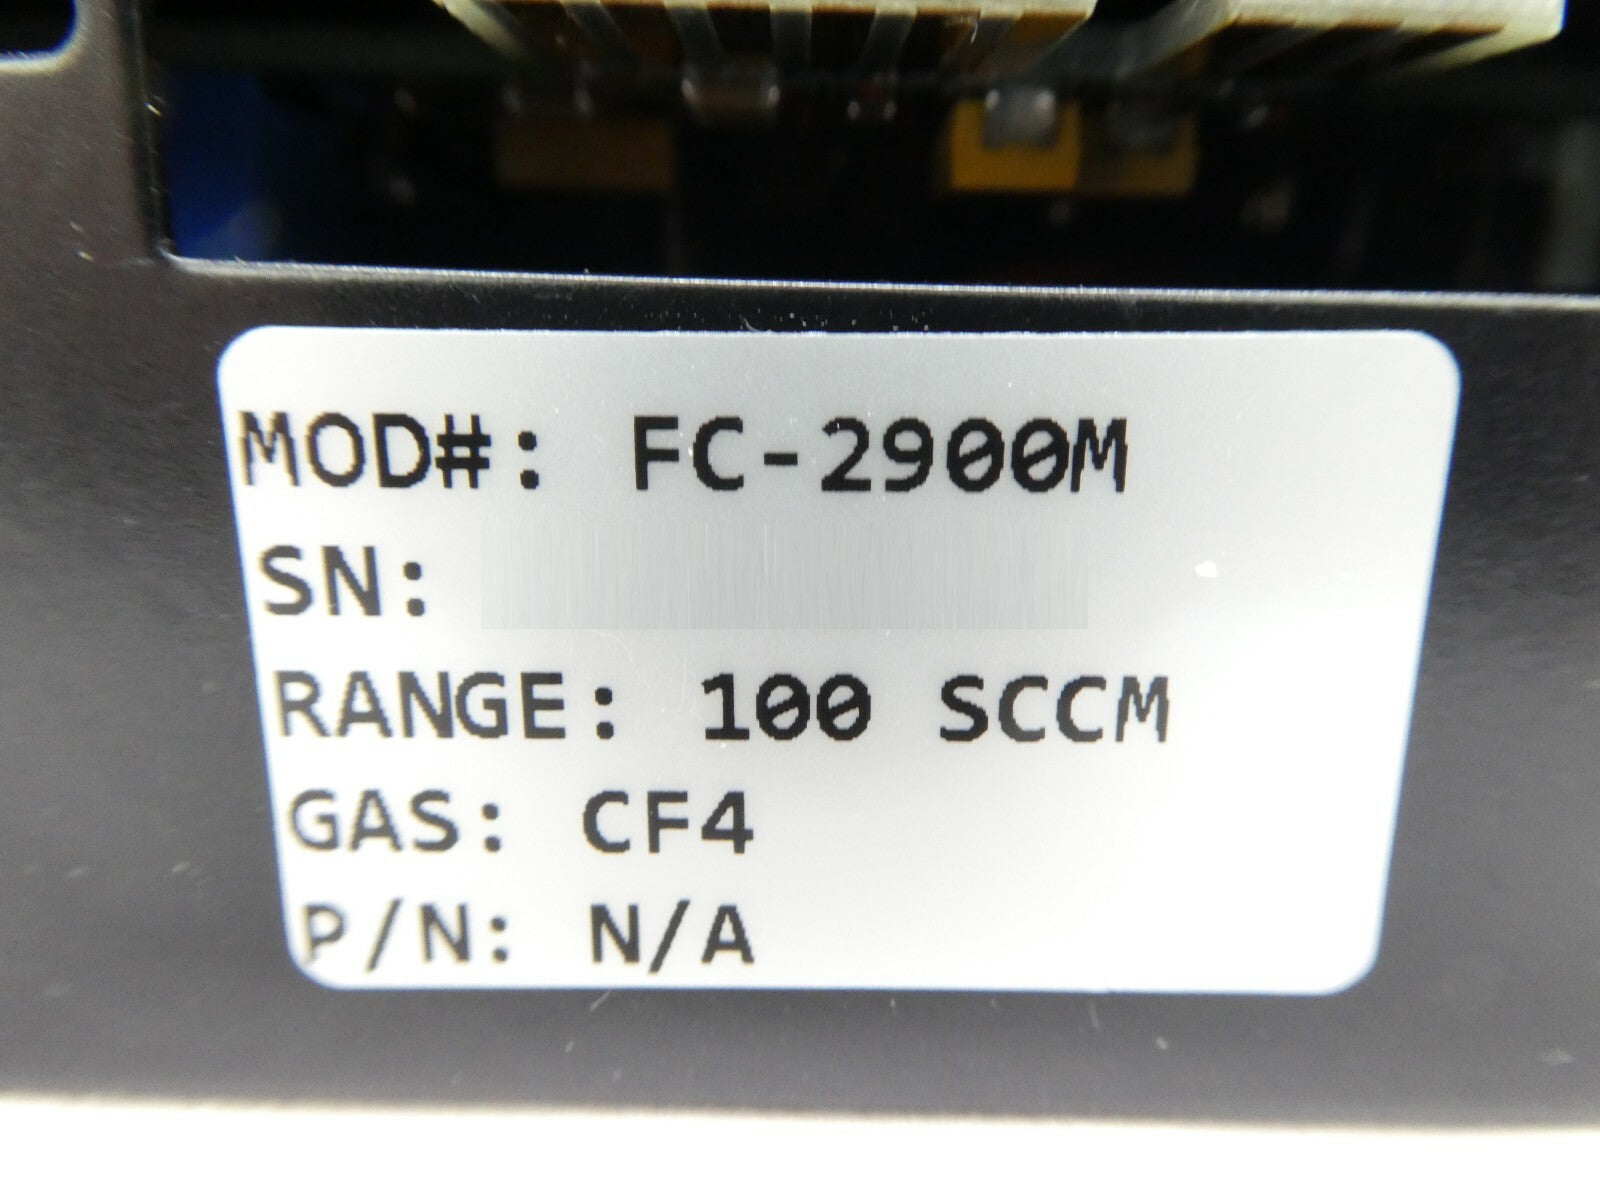 MOD#: FC-2900M
SN:
RANGE: 100 SCCM
GAS: CF4
P/N: N/A